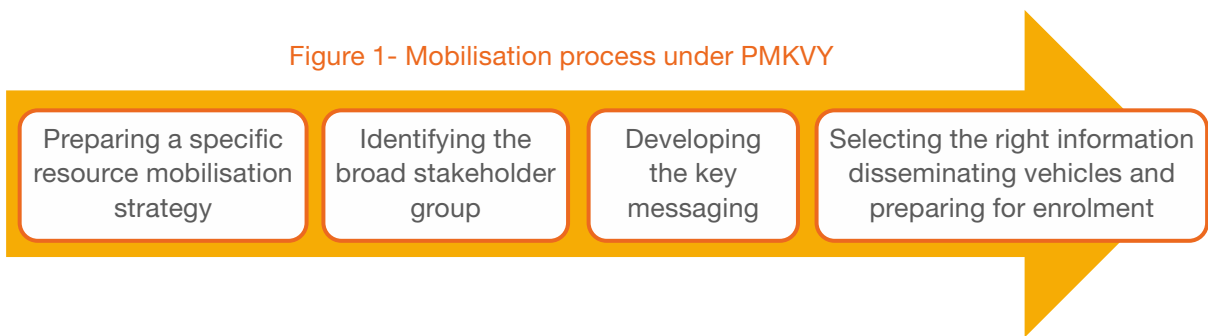 Figure 1- Mobilisation process under PMKVY
Preparing a specific
resource mobilisation
strategy
Identifying the
broad stakeholder
group
Developing
the key
messaging
Selecting the right information
disseminating vehicles and
preparing for enrolment